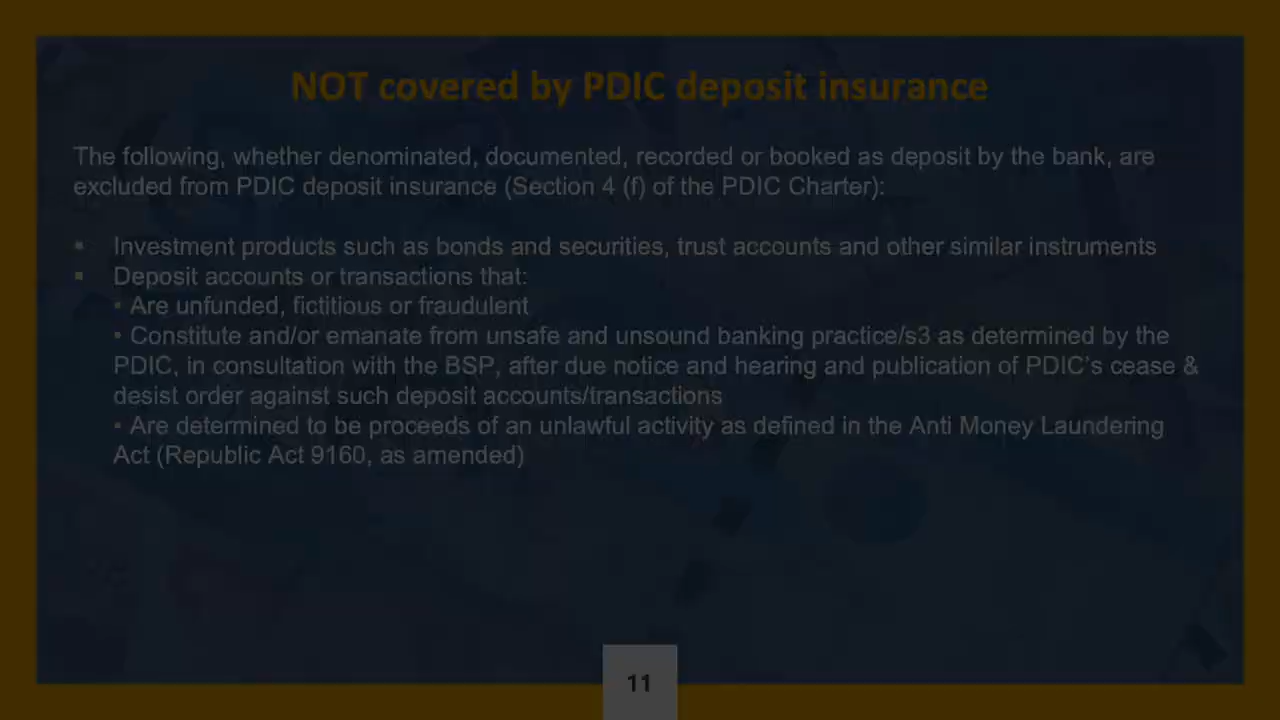 NOT covered by PDIC deposit insurance
The following, whether denominated, documented, recorded or booked as deposit by the bank, are
excluded from PDIC deposit insurance (Section 4 (f) of the PDIC Charter):
▪ Investment products such as bonds and securities, trust accounts and other similar instruments
▪ Deposit accounts or transactions that:
▪ Are unfunded, fictitious or fraudulent
▪ Constitute and/or emanate from unsafe and unsound banking practice/s3 as determined by the
PDIC, in consultation with the BSP, after due notice and hearing and publication of PDIC's cease &
desist order against such deposit accounts/transactions
▪ Are determined to be proceeds of an unlawful activity as defined in the Anti Money Laundering
Act (Republic Act 9160, as amended)
11